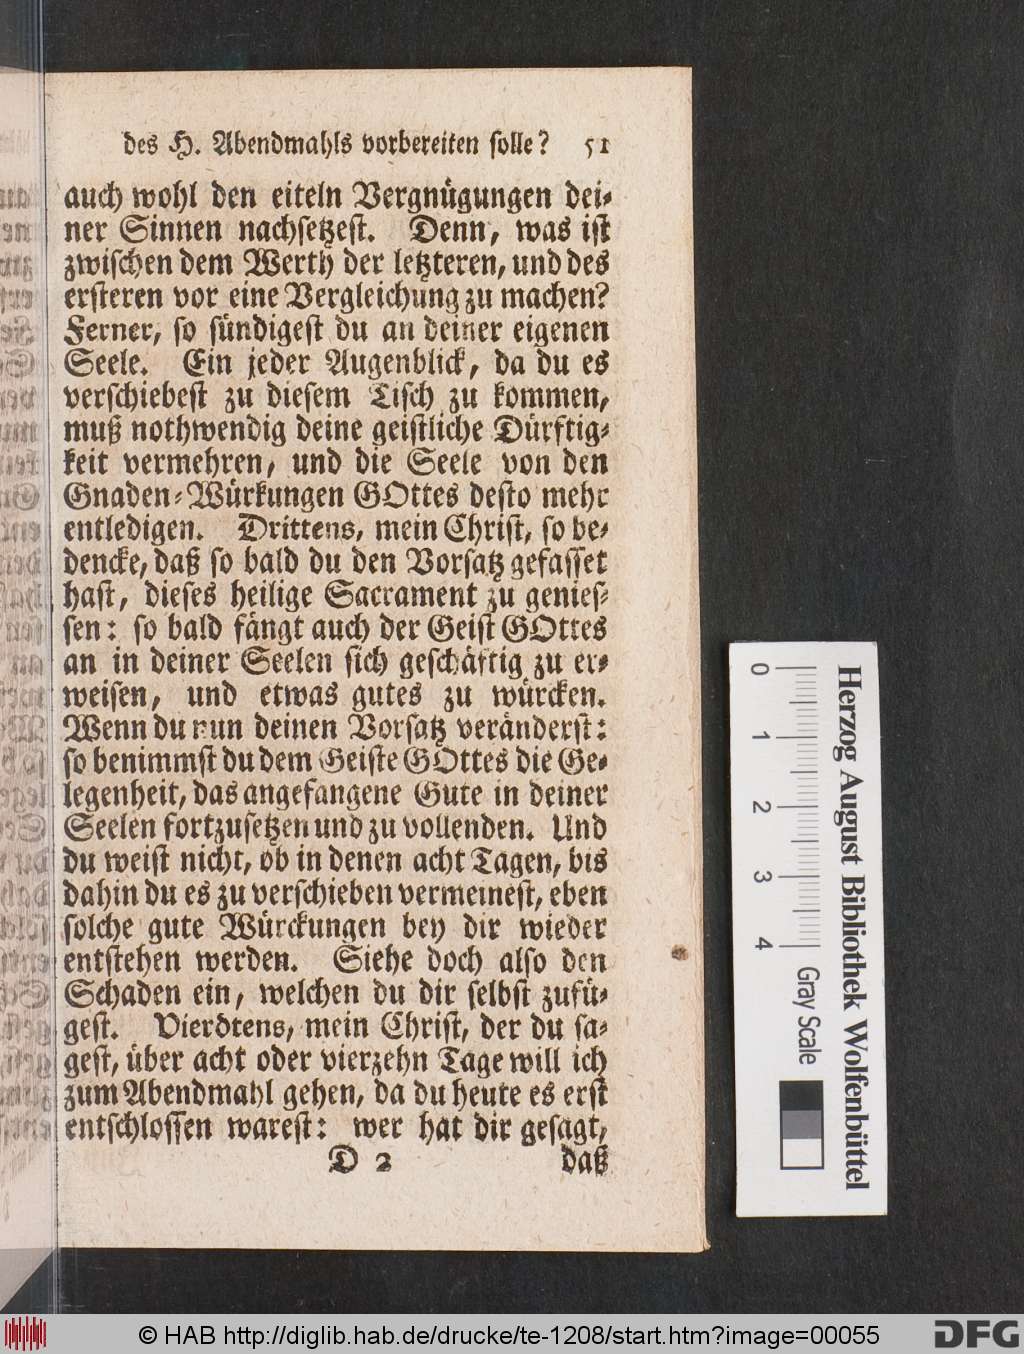 des H. Abendmahls vorbereiten solle? 51
auch wohl den eiteln Vergnügungen dei-
ner Sinnen nachsetzest. Denn, was ist
zwischen dem Werth der letzteren, und des
ersteren vor eine Vergleichung zu machen?
Ferner, so sündigest du an deiner eigenen
Seele. Ein jeder Augenblick, da du es
verschiebest zu diesem Tisch zu kommen,
muß nothwendig deine geistliche Dürftig-
keit vermehren, und die Seele von den
Gnaden-Würkungen GOttes desto mehr
entledigen. Drittens, mein Christ, so be-
dencke, daß so bald du den Vorsatz gefasset
hast, dieses heilige Sacrament zu genies-
sen: so bald fängt auch der Geist GOttes
an in deiner Seelen sich geschäftig zu er-
weisen, und etwas gutes zu würcken.
Wenn du nun deinen Vorsatz veränderst:
so benimmst du dem Geiste GOttes die Ge-
legenheit, das angefangene Gute in deiner
Seelen fortzusetzen und zu vollenden. Und
du weist nicht, ob in denen acht Tagen, bis
dahin du es zu verschieben vermeinest, eben
solche gute Würckungen bey dir wieder
entstehen werden. Siehe doch also den
Schaden ein, welchen du dir selbst zufü-
gest. Vierdtens, mein Christ, der du sa-
gest, über acht oder vierzehn Tage will ich
zum Abendmahl gehen, da du heute es erst
entschlossen warest: wer hat dir gesagt,
D 2 daß
0 1 2 3 4 Gray Scale
Herzog August Bibliothek Wolfenbüttel
© HAB http://diglib.hab.de/drucke/te-1208/start.htm?image=00055
DFG